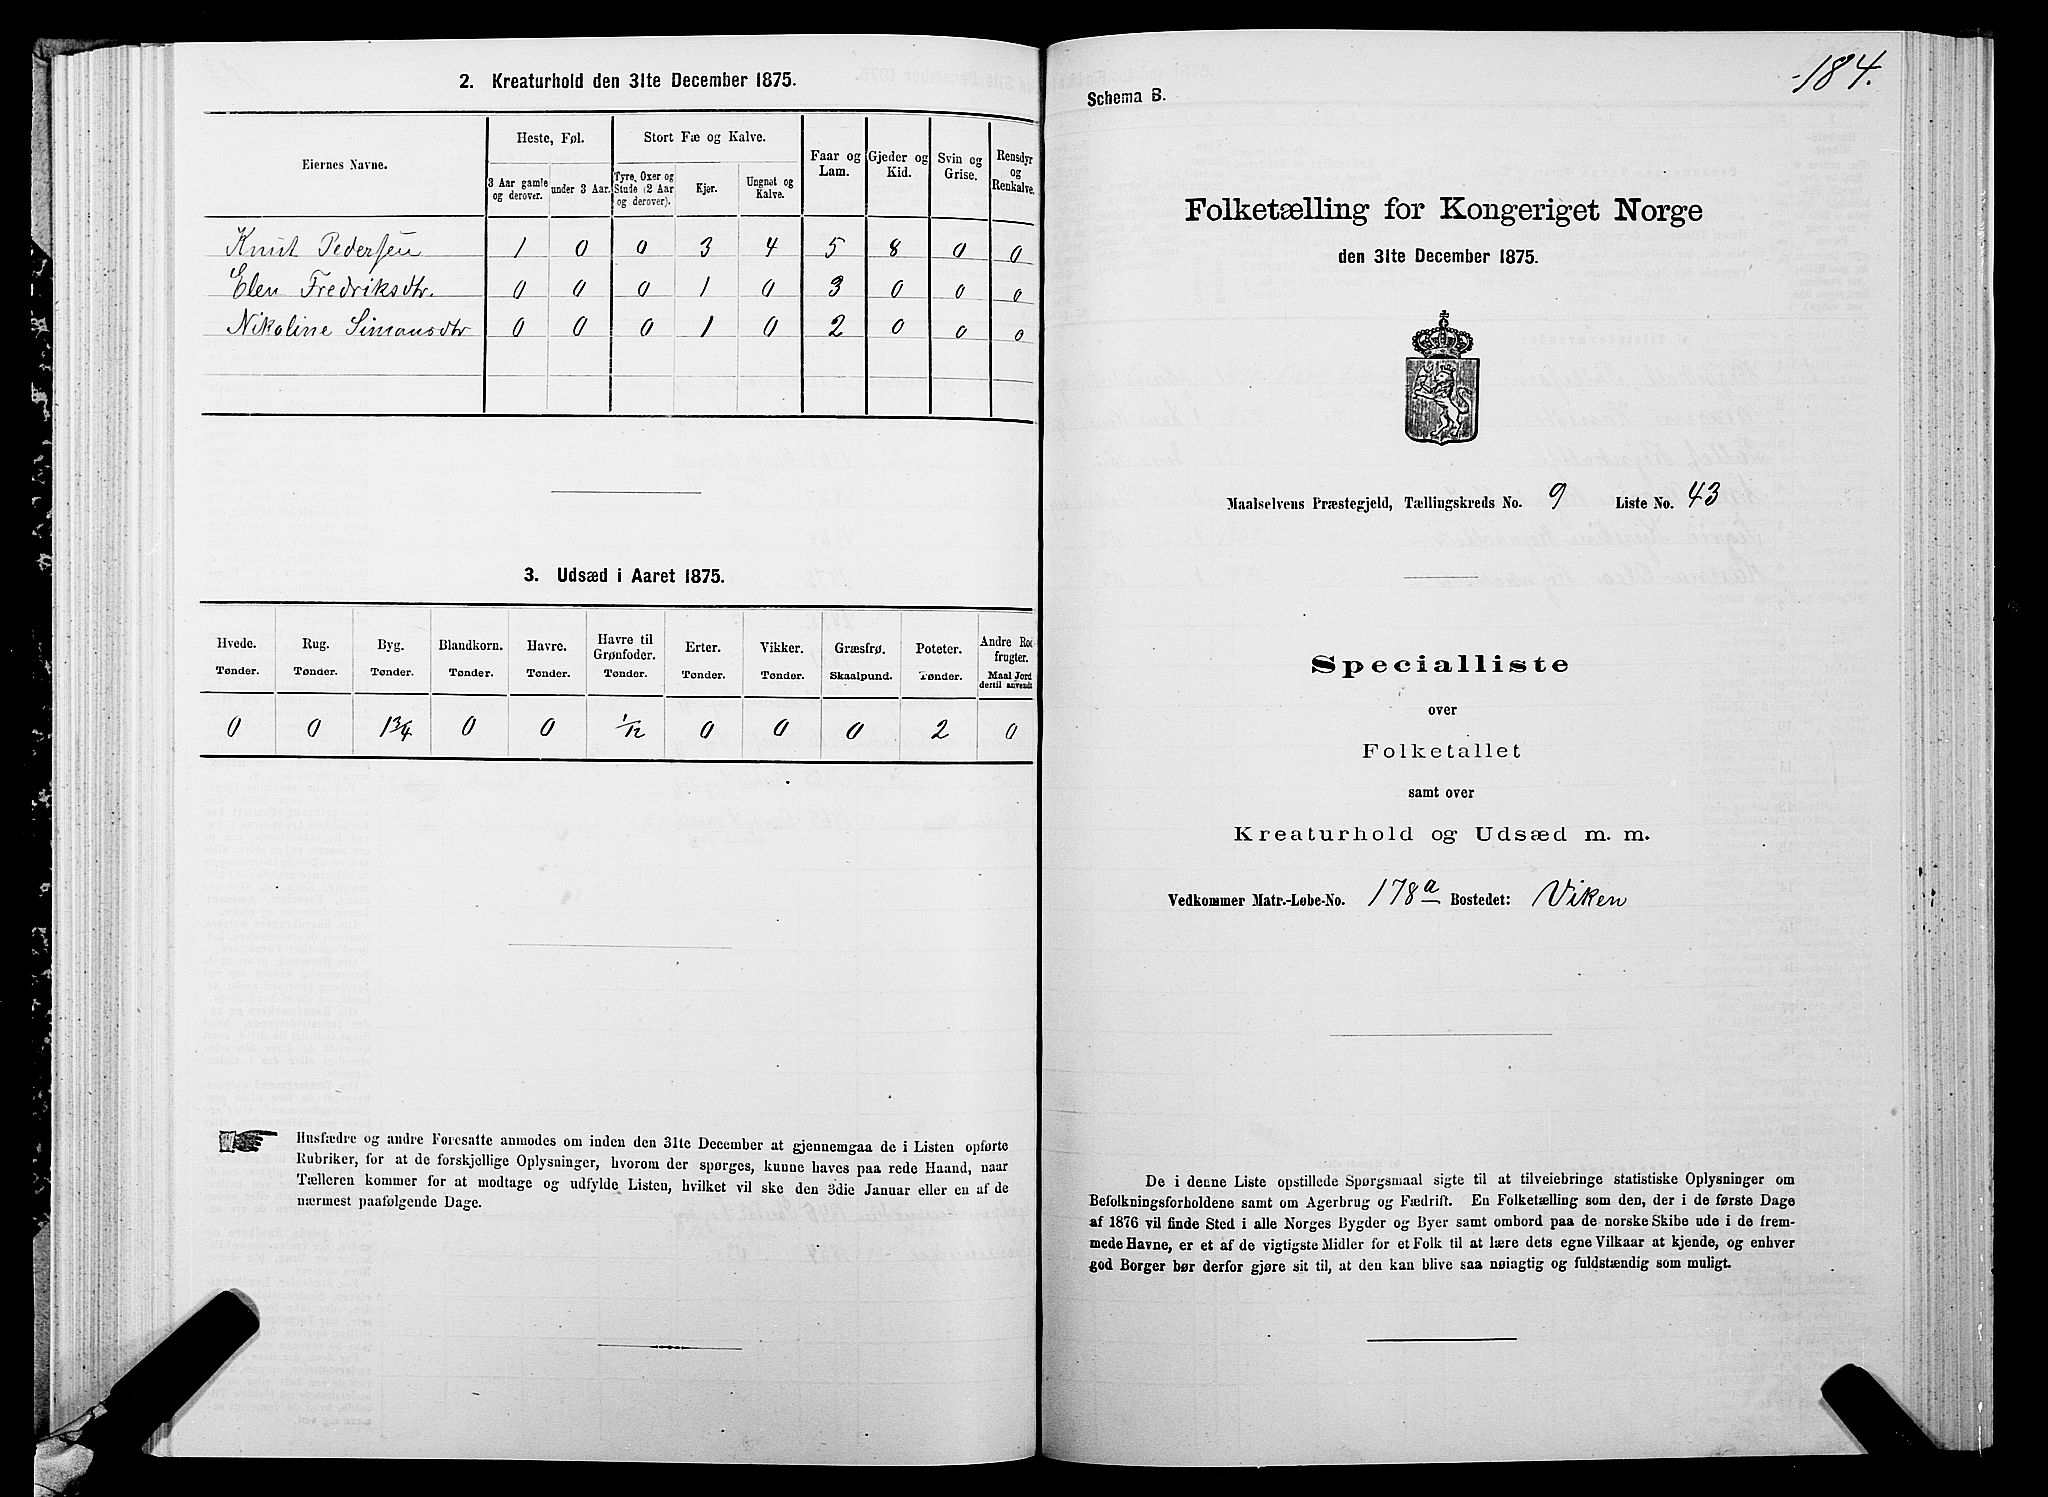 2. Kreaturhold den 31te December 1875.
Eiernes Navne.
Heste, Føl.
Stort Fæ og Kalve.
Faar og Lam.
Gjeder og Kid.
Svin og Grise.
Rensdyr og Renkalve.
3 Aar gamle og derover.
under 3 Aar.
Tyre, Oxer og Stude (2 Aar og derover).
Kjør.
Ungnøt og Kalve.
Knut Pedersen 1 0 0 3 4 5 8 0 0
Elen Fredriksdtr. 0 0 0 1 0 3 0 0 0
Nikoline Simonsdtr 0 0 0 1 0 2 0 0 0
3. Udsæd i Aaret 1875.
Hvede. Tønder.
Rug. Tønder.
Byg. Tønder.
Blandkorn. Tønder.
Havre. Tønder.
Havre til Grønfoder. Tønder.
Erter. Tønder.
Vikker. Tønder.
Græsfrø. Skaalpund.
Poteter. Tønder.
Andre Rodfrugter. Maal Jord dertil anvendt
0 0 1¾ 0 0 1/12 0 0 0 2 0
Husfædre og andre Foresatte anmodes om inden den 31te December at gjennemgaa de i Listen opførte
Rubriker, for at de forskjellige Oplysninger, hvorom der spørges, kunne haves paa rede Haand, naar
Tælleren kommer for at modtage og udfylde Listen, hvilket vil ske den 3die Januar eller en af de
nærmest paafølgende Dage.
184.
Schema B.
Folketælling for Kongeriget Norge
den 31te December 1875.
Maalselvens Præstegjeld, Tællingskreds No. 9 Liste No. 43
Specialliste
over
Folketallet
samt over
Kreaturhold og Udsæd m. m.
Vedkommer Matr.-Løbe-No. 178a Bostedet: Viken
De i denne Liste opstillede Spørgsmaal sigte til at tilveiebringe statistiske Oplysninger om
Befolkningsforholdene samt om Agerbrug og Fædrift. En Folketælling som den, der i de første Dage
af 1876 vil finde Sted i alle Norges Bygder og Byer samt ombord paa de norske Skibe ude i de frem-
mede Havne, er et af de vigtigste Midler for et Folk til at lære dets egne Vilkaar at kjende, og enhver
god Borger bør derfor gjøre sit til, at den kan blive saa nøiagtig og fuldstændig som muligt.